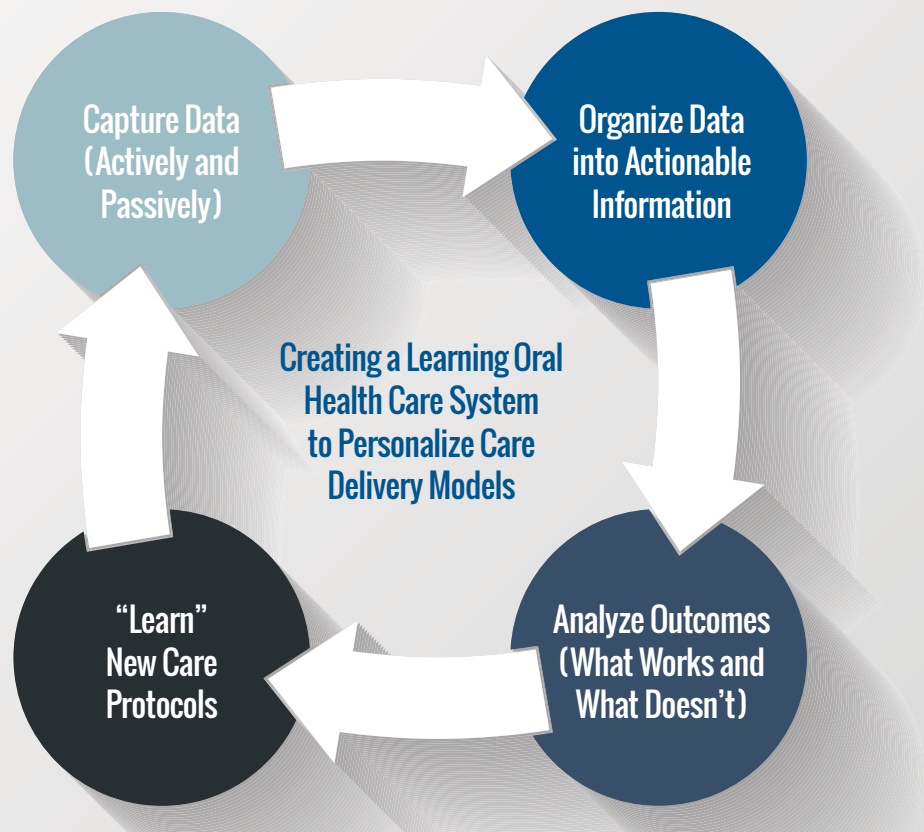 Capture Data
(Actively and
Passively)
Organize Data
into Actionable
Information
Creating a Learning Oral
Health Care System
to Personalize Care
Delivery Models
“Learn”
New Care
Protocols
Analyze Outcomes
(What Works and
What Doesn’t)